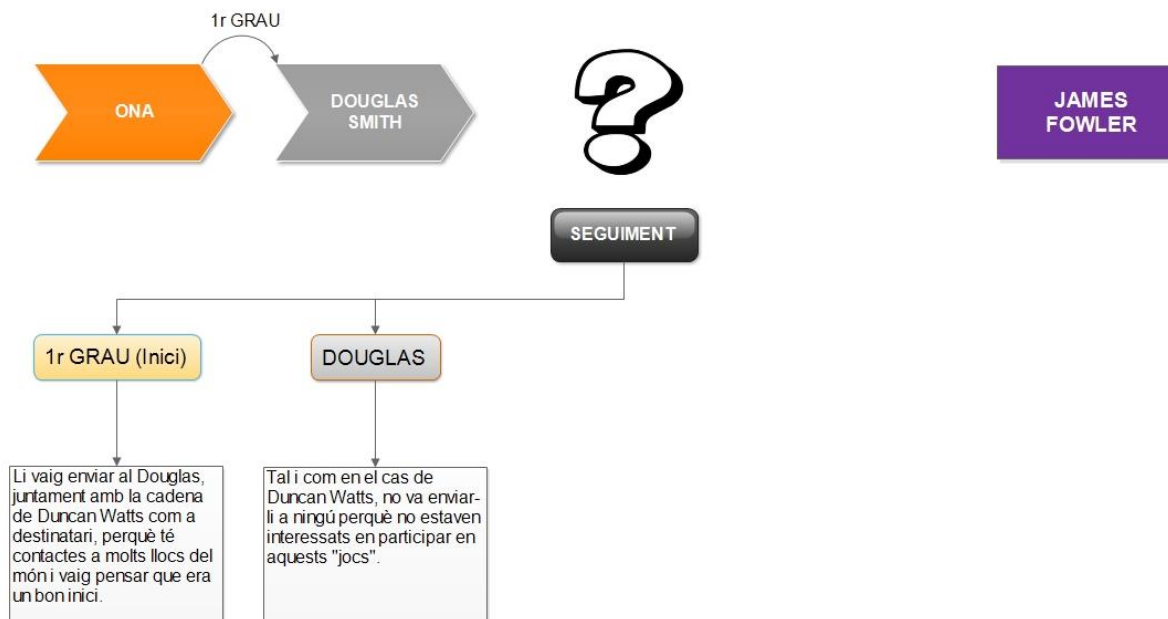 1r GRAU
ONA
DOUGLAS
SMITH
?
JAMES
FOWLER
SEGUIMENT
1r GRAU (Inici)
DOUGLAS
Li vaig enviar al Douglas,
juntament amb la cadena
de Duncan Watts com a
destinatari, perquè té
contactes a molts llocs del
món i vaig pensar que era
un bon inici.
Tal i com en el cas de
Duncan Watts, no va enviar-
li a ningú perquè no estaven
interessats en participar en
aquests "jocs".